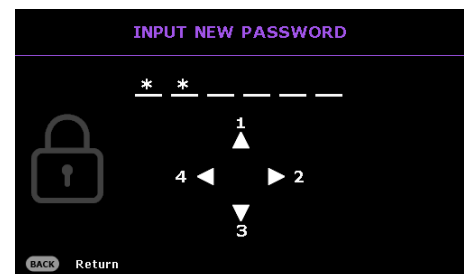 INPUT NEW PASSWORD
* * _ _ _ _
1
4 2
3
BACK Return